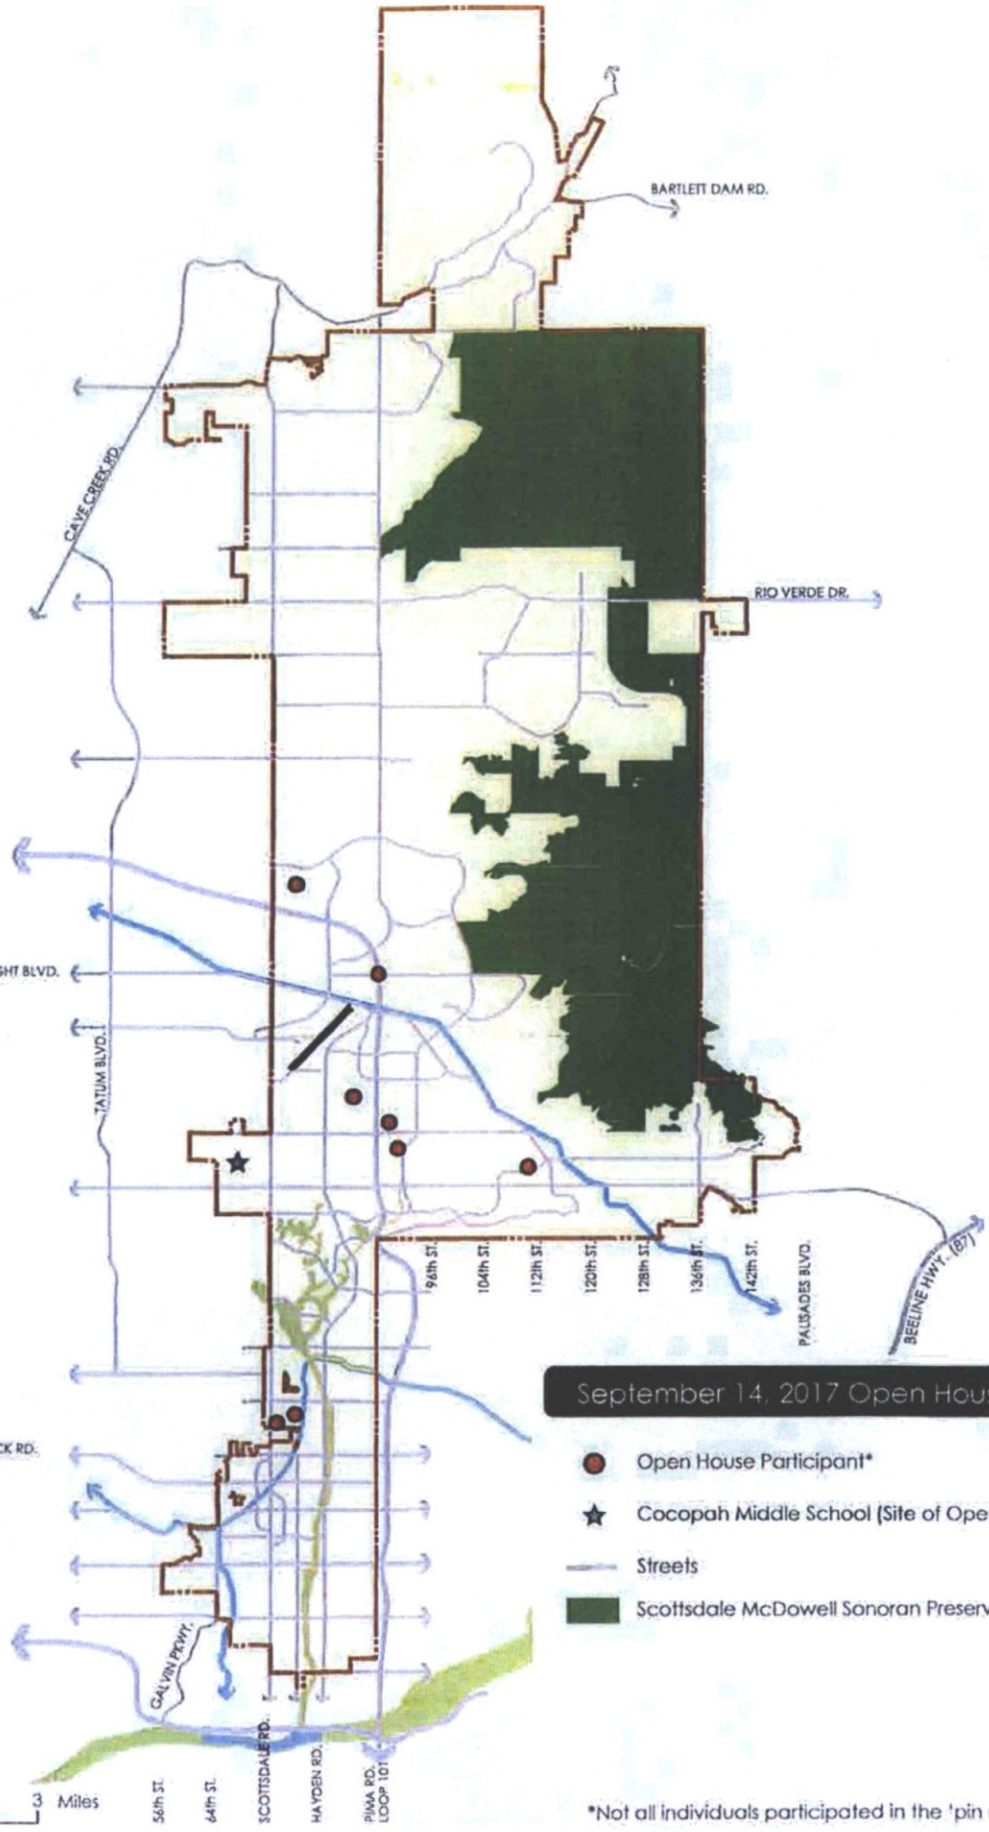 BARTLETT DAM RD.
CAVE CREEK RD.
RIO VERDE DR.
GHT BLVD.
TATUM BLVD.
96th ST.
104th ST.
112th ST.
120th ST.
128th ST.
136th ST.
142th ST.
PALISADES BLVD.
BEELINE HWY. (87)
September 14, 2017 Open Hous
Open House Participant*
CK RD.
Cocopah Middle School (Site of Ope
Streets
Scottsdale McDowell Sonoran Preserv
GALVIN PKWY.
56th ST.
64th ST.
SCOTTSDALE RD.
HAYDEN RD.
PIMA RD.
LOOP 101
3 Miles
*Not all individuals participated in the 'pin